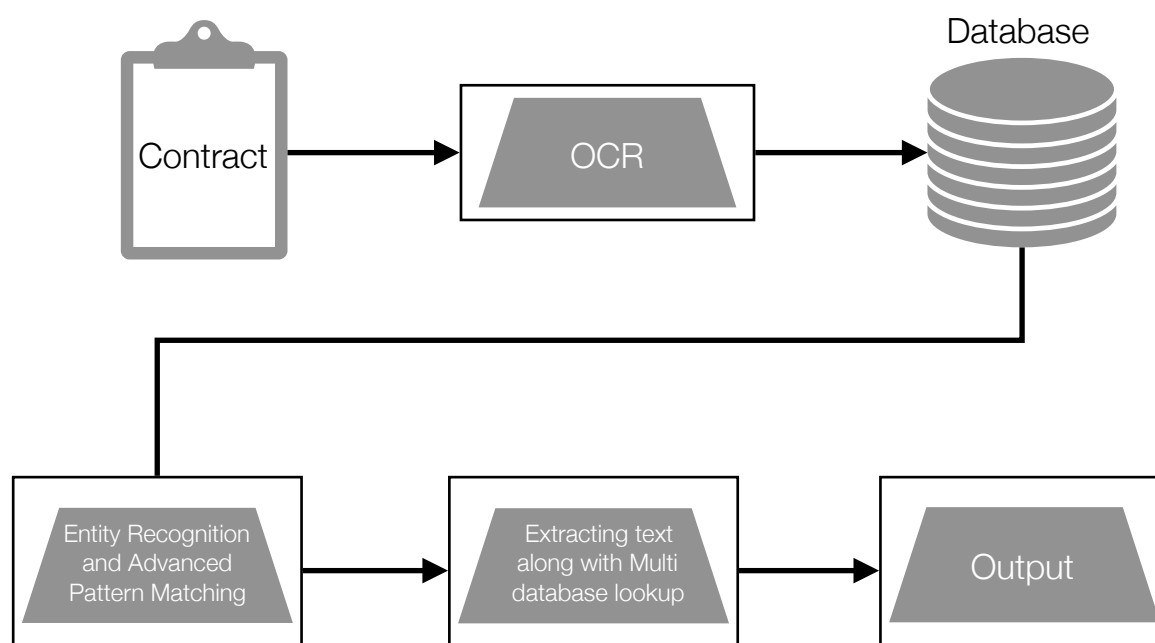 Database
Contract
OCR
Entity Recognition
and Advanced
Pattern Matching
Extracting text
along with Multi
database lookup
Output